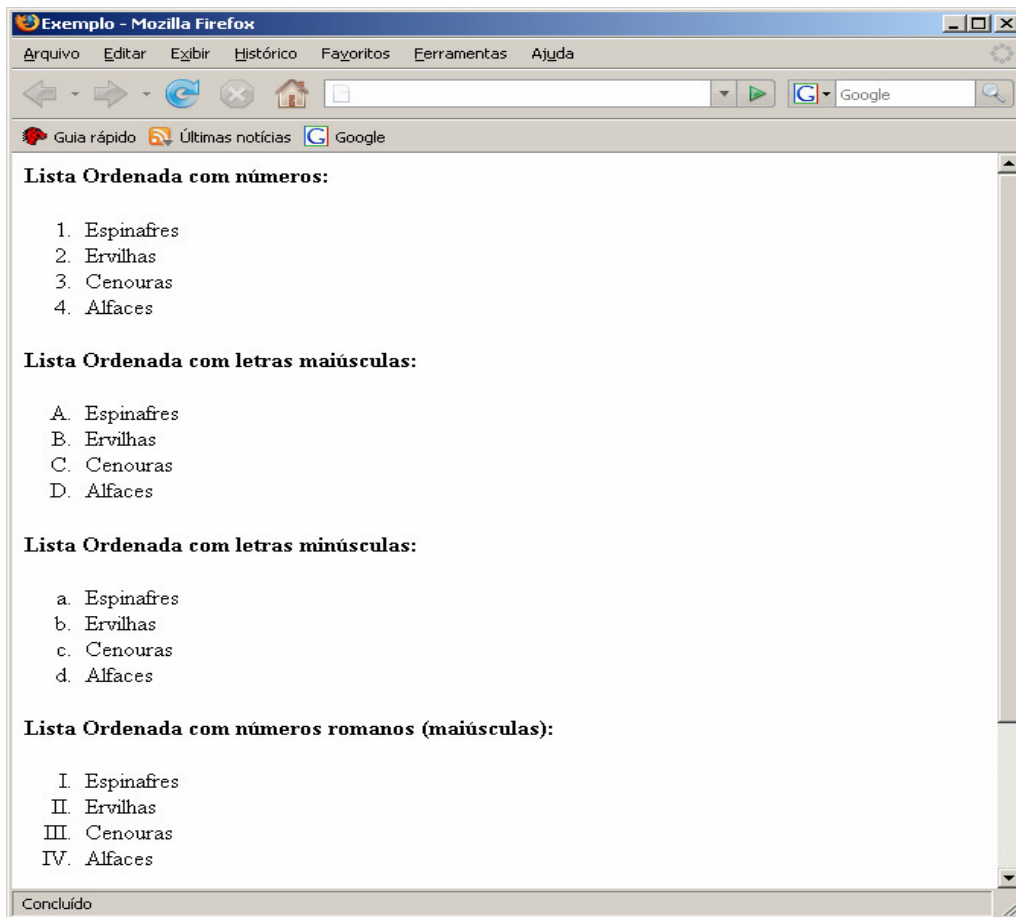 Exemplo - Mozilla Firefox
Arquivo Editar Exibir Histórico Favoritos Ferramentas Ajuda
G Google
Guia rápido Últimas notícias G Google
Lista Ordenada com números:
1. Espinafres
2. Ervilhas
3. Cenouras
4. Alfaces
Lista Ordenada com letras maiúsculas:
A. Espinafres
B. Ervilhas
C. Cenouras
D. Alfaces
Lista Ordenada com letras minúsculas:
a. Espinafres
b. Ervilhas
c. Cenouras
d. Alfaces
Lista Ordenada com números romanos (maiúsculas):
I. Espinafres
II. Ervilhas
III. Cenouras
IV. Alfaces
Concluído